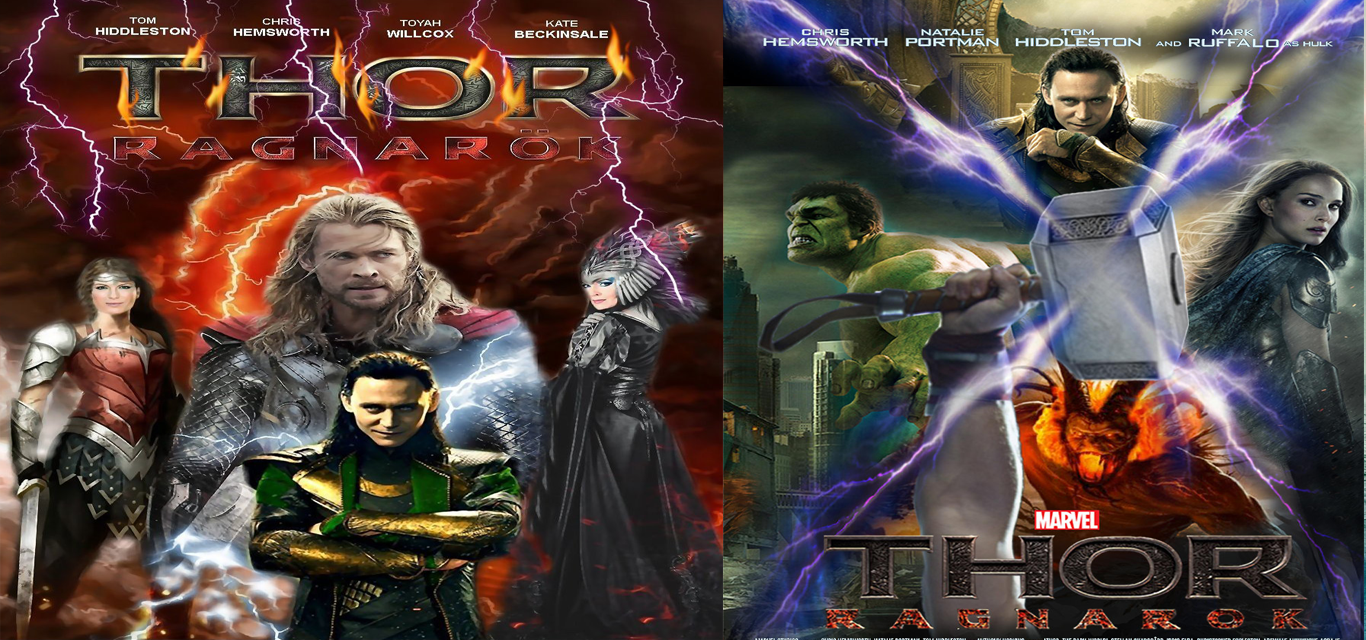 TOM HIDDLESTON
CHRIS HEMSWORTH
TOYAH WILLCOX
KATE BECKINSALE
THOR
RAGNARÖK
CHRIS HEMSWORTH
NATALIE PORTMAN
TOM HIDDLESTON
AND MARK RUFFALO AS HULK
MARVEL
THOR
RAGNARÖK